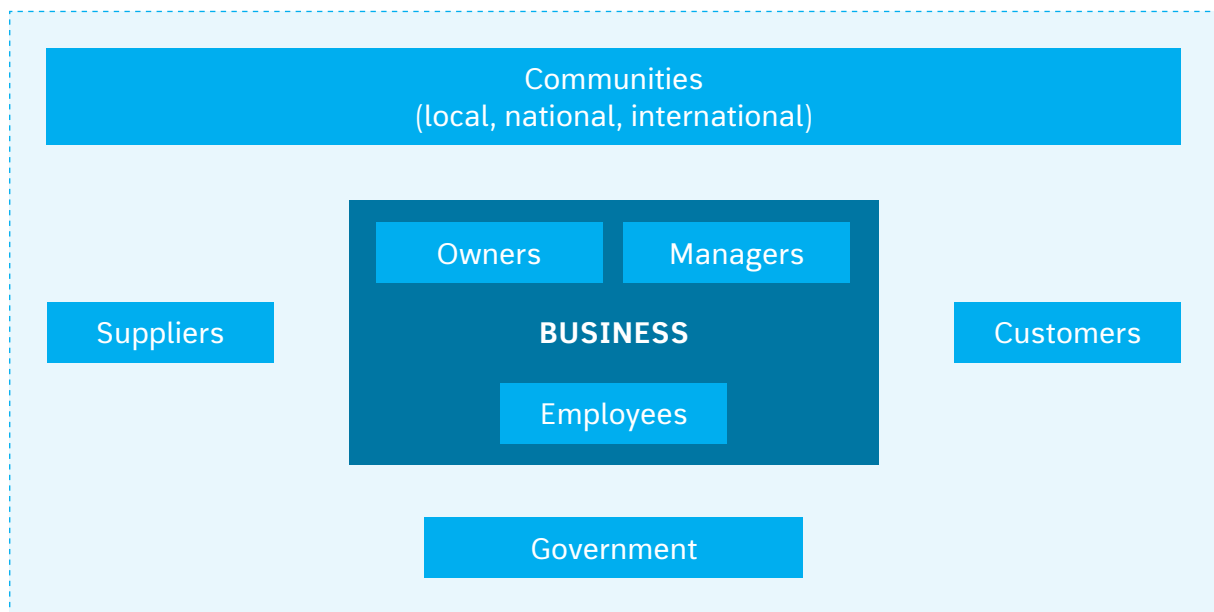 Communities
(local, national, international)
Owners
Managers
Suppliers
BUSINESS
Customers
Employees
Government